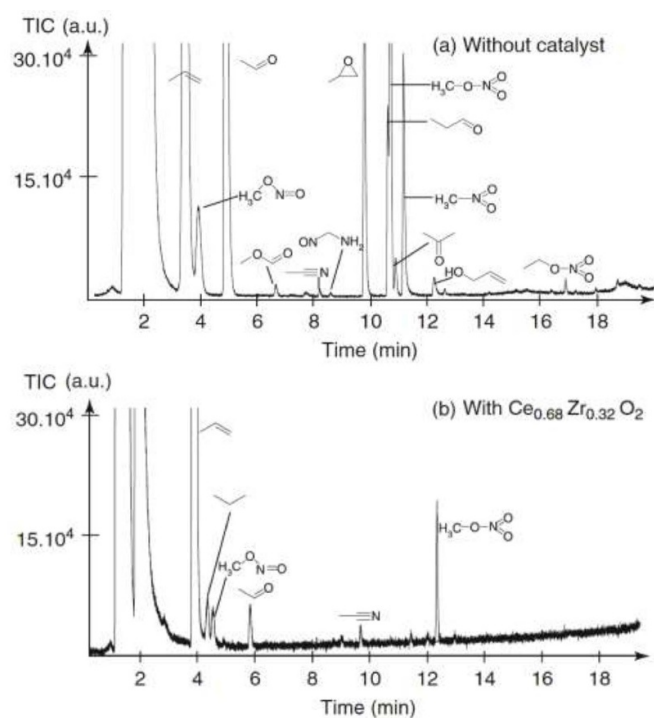 TIC (a.u.)
(a) Without catalyst
30.10⁴
15.10⁴
O
O
H₃C–O–N
O
O
O
H₃C
O
N=O
H₃C–N
O
O
O
O
ON
NH₂
≡N
O
HO
O
N
O
O
2 4 6 8 10 12 14 16 18
Time (min)
TIC (a.u.)
(b) With Ce₀.₆₈ Zr₀.₃₂ O₂
30.10⁴
15.10⁴
H₃C
O
N=O
O
≡N
H₃C–O–N
O
O
2 4 6 8 10 12 14 16 18
Time (min)